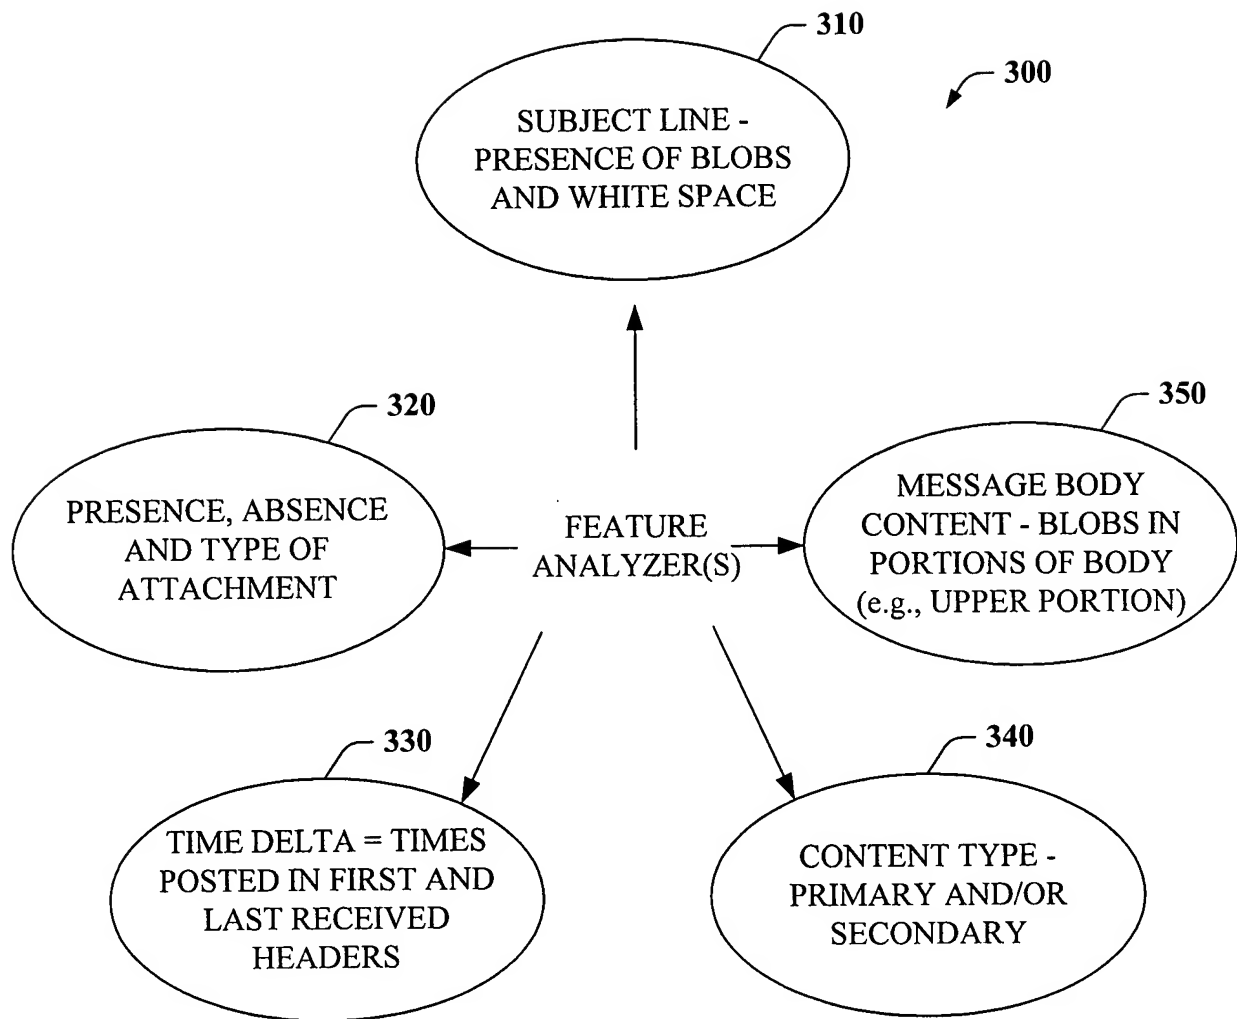 310
300
SUBJECT LINE -
PRESENCE OF BLOBS
AND WHITE SPACE
320
350
PRESENCE, ABSENCE
AND TYPE OF
ATTACHMENT
FEATURE
ANALYZER(S)
MESSAGE BODY
CONTENT - BLOBS IN
PORTIONS OF BODY
(e.g., UPPER PORTION)
330
340
TIME DELTA = TIMES
POSTED IN FIRST AND
LAST RECEIVED
HEADERS
CONTENT TYPE -
PRIMARY AND/OR
SECONDARY